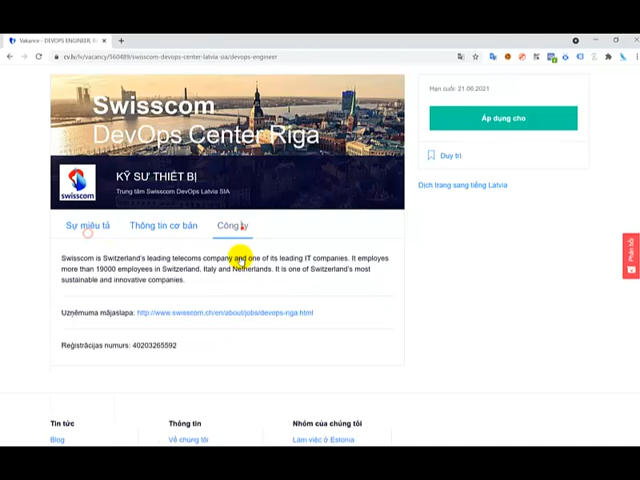 Vakance - DEVOPS ENGINEER, R
cv.lv/lv/vacancy/560489/swisscom-devops-center-latvia-sia/devops-engineer
Swisscom
DevOps Center Riga
swisscom
KỸ SƯ THIẾT BỊ
Trung tâm Swisscom DevOps Latvia SIA
Sự miêu tả Thông tin cơ bản Công ty
Swisscom is Switzerland's leading telecoms company and one of its leading IT companies. It employes
more than 19000 employees in Switzerland, Italy and Netherlands. It is one of Switzerland's most
sustainable and innovative companies.
Uzņēmuma mājaslapa: http://www.swisscom.ch/en/about/jobs/devops-riga.html
Reģistrācijas numurs: 40203265592
Hạn cuối: 21.06.2021
Áp dụng cho
Duy trì
Dịch trang sang tiếng Latvia
Phản hồi
Tin tức Thông tin Nhóm của chúng tôi
Blog Về chúng tôi Làm việc ở Estonia